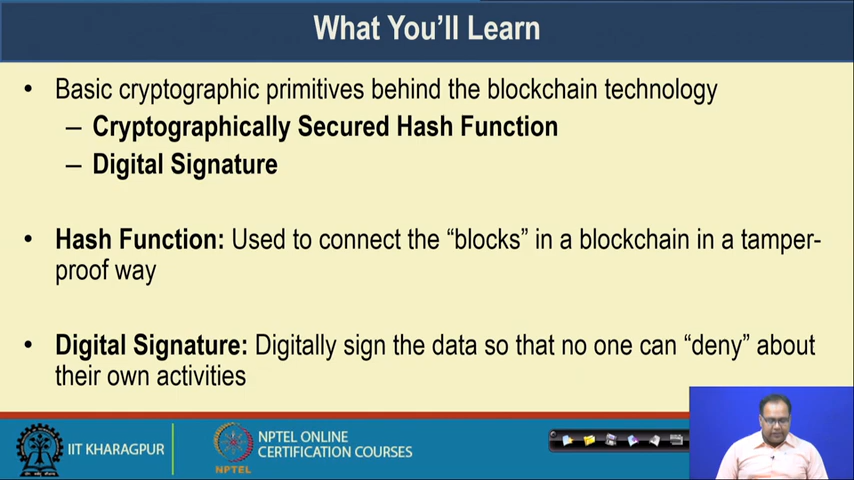 What You'll Learn
• Basic cryptographic primitives behind the blockchain technology
– Cryptographically Secured Hash Function
– Digital Signature
• Hash Function: Used to connect the “blocks” in a blockchain in a tamper-
proof way
• Digital Signature: Digitally sign the data so that no one can “deny” about
their own activities
IIT KHARAGPUR
NPTEL
NPTEL ONLINE
CERTIFICATION COURSES